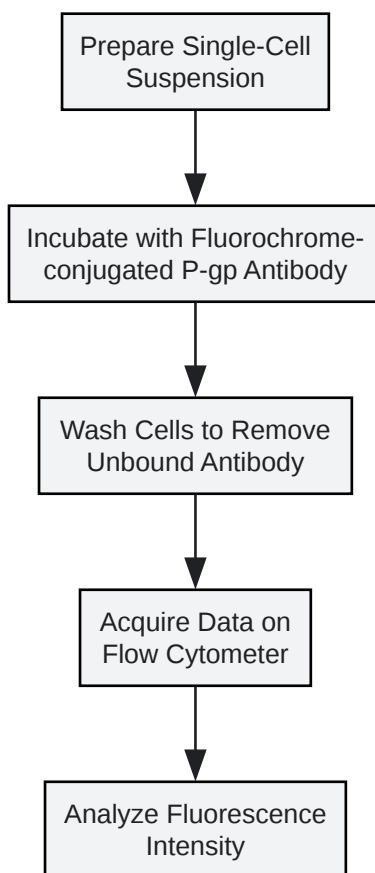 Prepare Single-Cell
Suspension
Incubate with Fluorochrome-
conjugated P-gp Antibody
Wash Cells to Remove
Unbound Antibody
Acquire Data on
Flow Cytometer
Analyze Fluorescence
Intensity